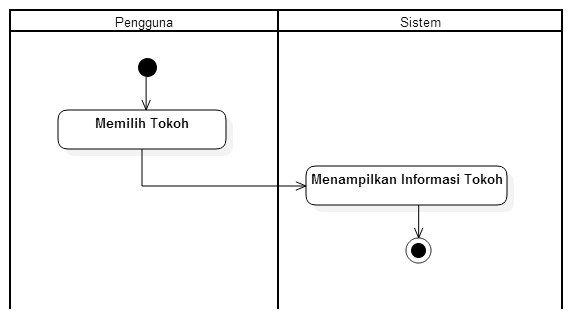 Pengguna
Sistem
Memilih Tokoh
Menampilkan Informasi Tokoh